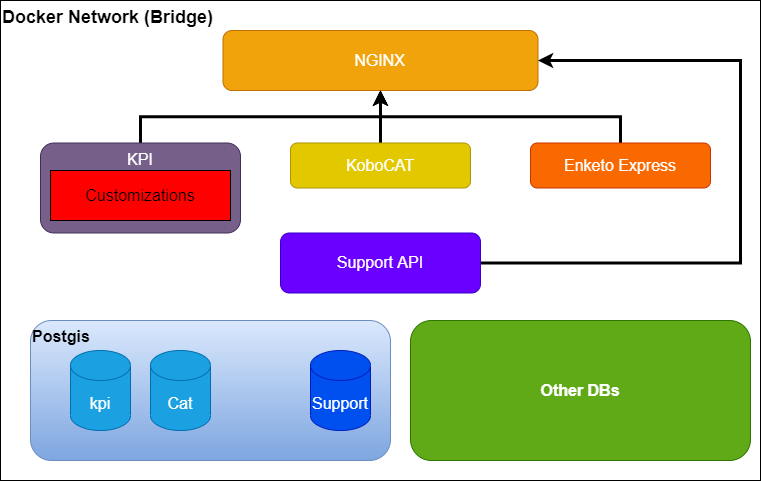 Docker Network (Bridge)
NGINX
KPI
Customizations
KoboCAT
Enketo Express
Support API
Postgis
kpi
Cat
Support
Other DBs